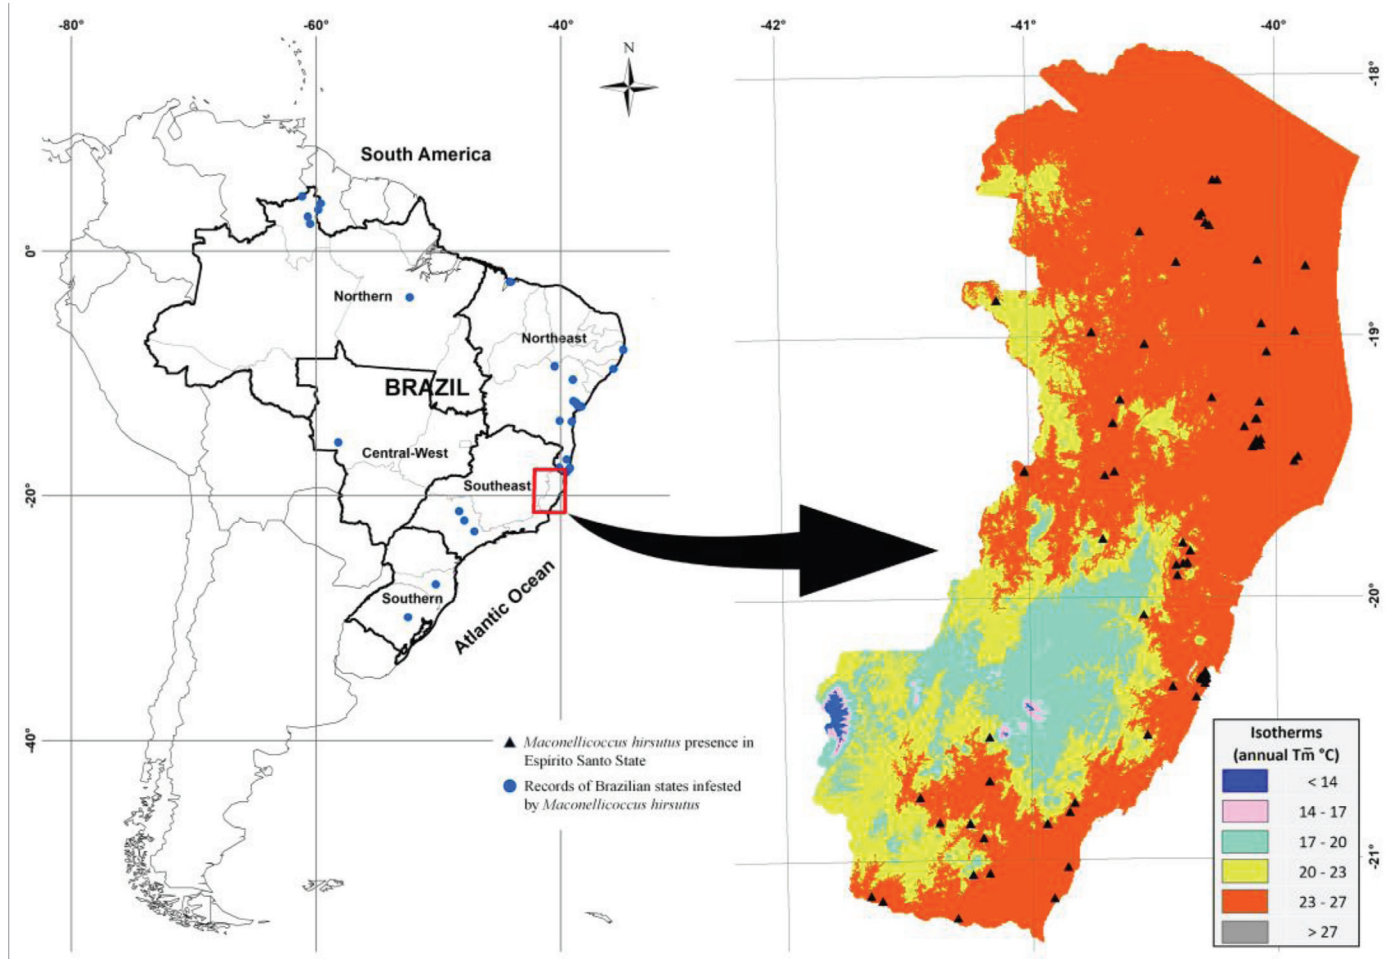 -80°
-60°
-40°
-42°
-41°
-40°
N
-18°
South America
0°
Northern
Northeast
-19°
BRAZIL
Central-West
Southeast
-20°
Southern
Atlantic Ocean
-20°
-40°
Maconellicoccus hirsutus presence in
Espírito Santo State
Records of Brazilian states infested
by Maconellicoccus hirsutus
Isotherms
(annual Tm̅ °C)
< 14
14 - 17
17 - 20
20 - 23
23 - 27
> 27
-21°